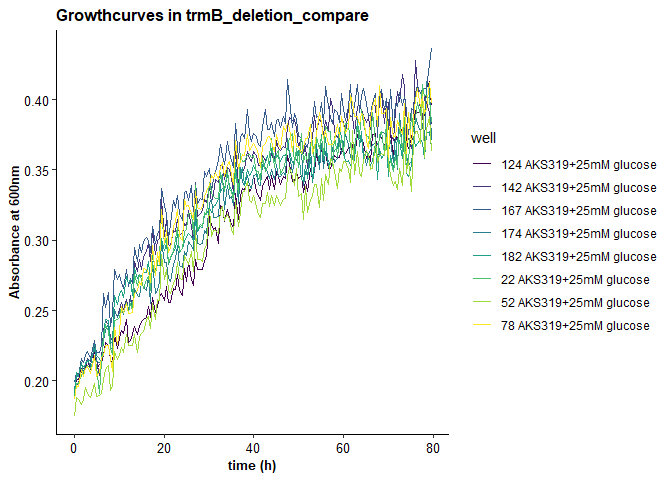 Growthcurves in trmB_deletion_compare
Absorbance at 600nm
0.40
0.35
0.30
0.25
0.20
0
20
40
60
80
time (h)
well
124 AKS319+25mM glucose
142 AKS319+25mM glucose
167 AKS319+25mM glucose
174 AKS319+25mM glucose
182 AKS319+25mM glucose
22 AKS319+25mM glucose
52 AKS319+25mM glucose
78 AKS319+25mM glucose